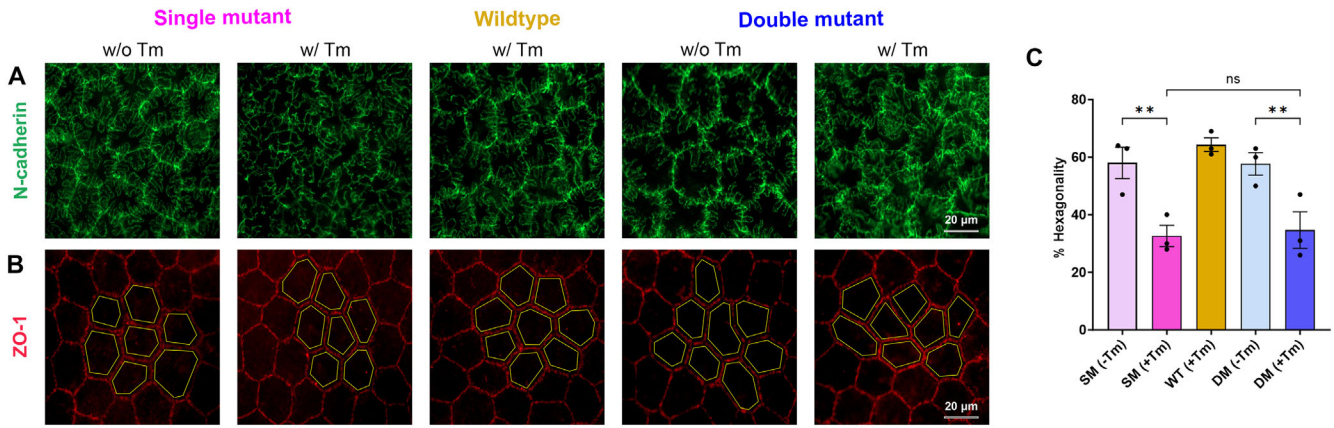 Single mutant
Wildtype
Double mutant
w/o Tm
w/ Tm
w/ Tm
w/o Tm
w/ Tm
A
N-cadherin
20 µm
B
ZO-1
20 µm
C
ns
**
**
% Hexagonality
80
60
40
20
0
SM (-Tm)
SM (+Tm)
WT (+Tm)
DM (-Tm)
DM (+Tm)